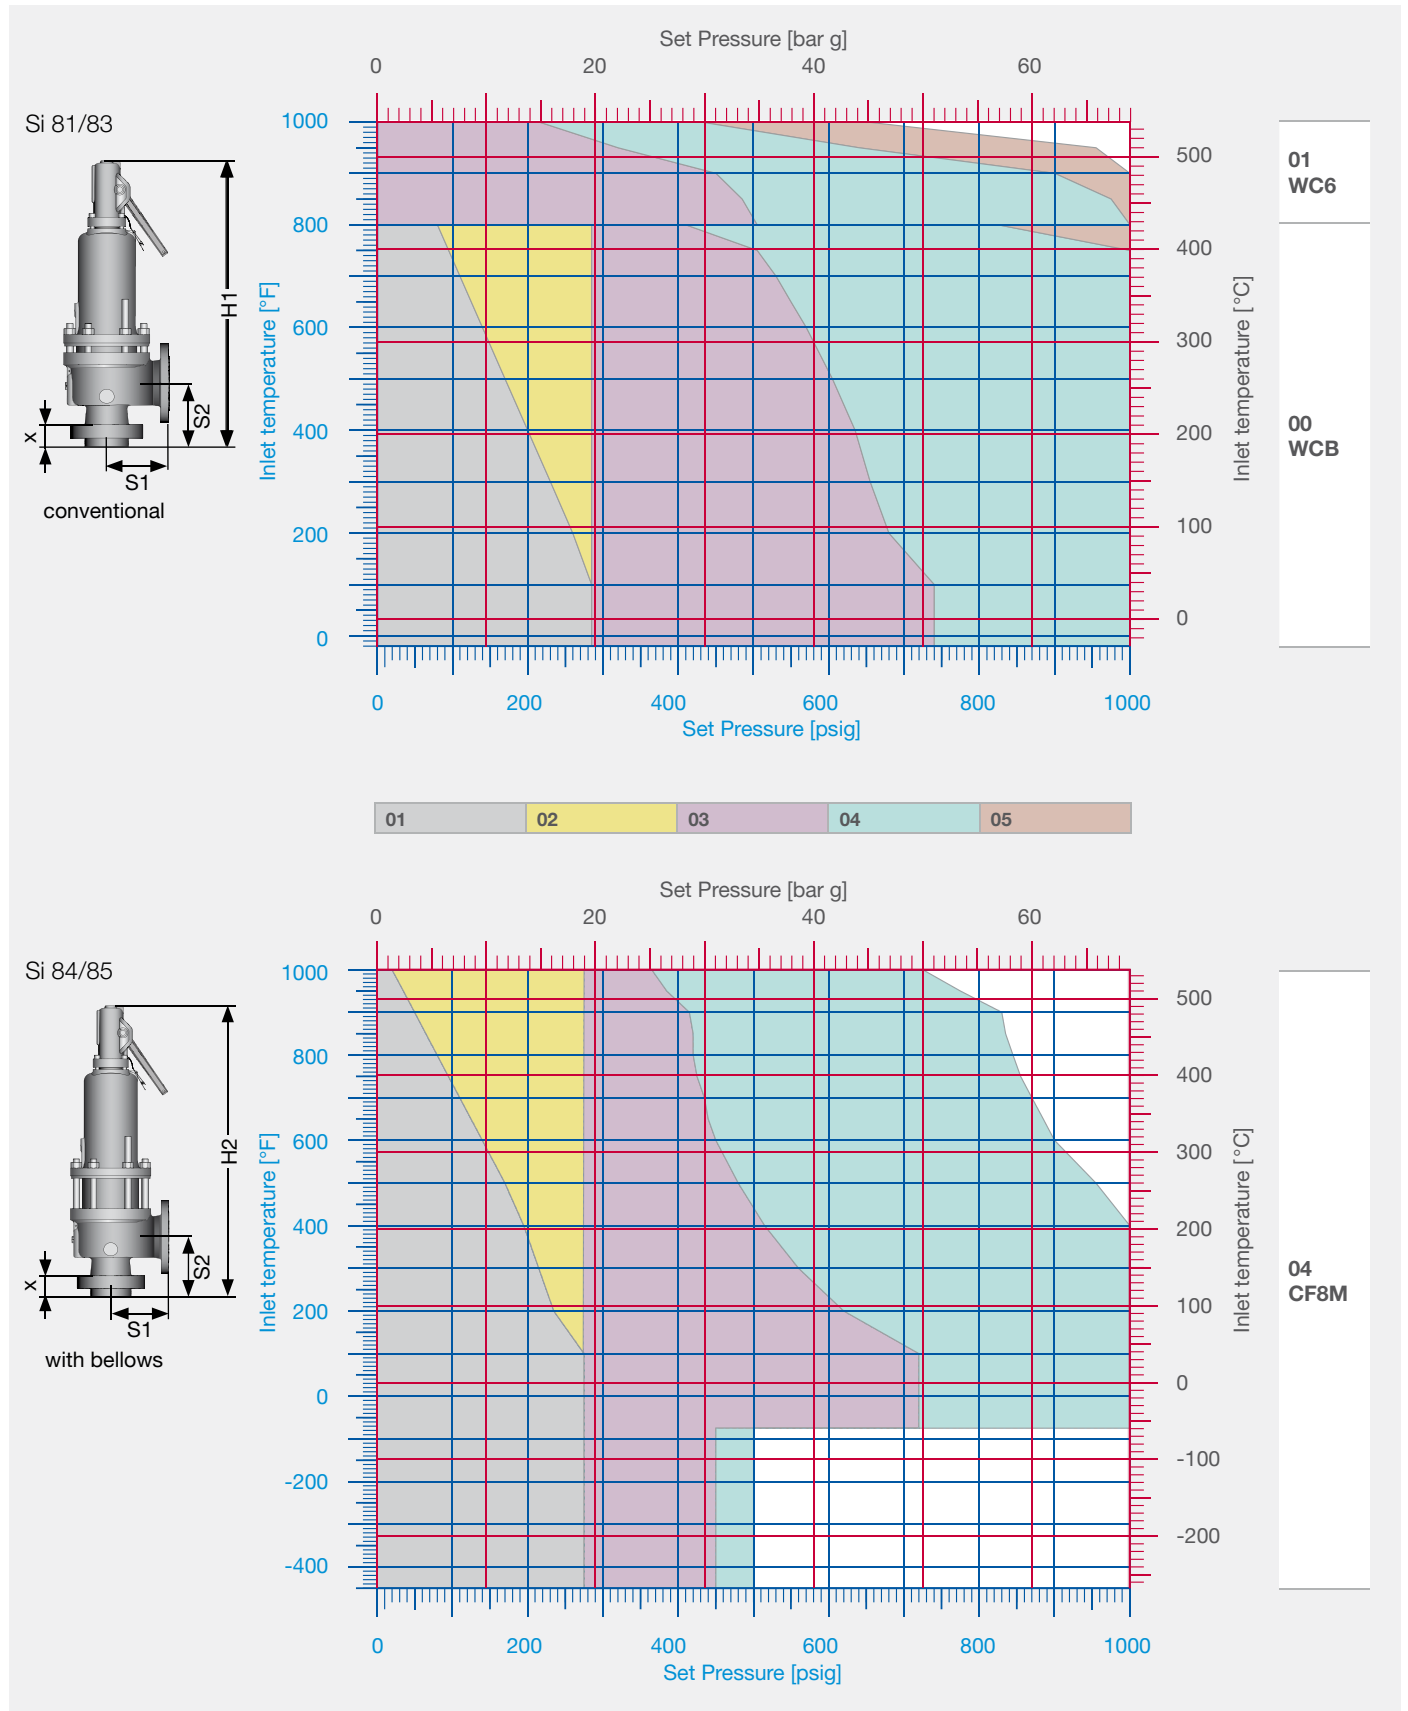 Set Pressure [bar g]
0 20 40 60
Si 81/83
1000
800
600
400
200
0
Inlet temperature [°F]
500
400
300
200
100
0
Inlet temperature [°C]
01
WC6
00
WCB
H1
S2
x
S1
conventional
0 200 400 600 800 1000
Set Pressure [psig]
01 02 03 04 05
Set Pressure [bar g]
0 20 40 60
Si 84/85
1000
800
600
400
200
0
-200
-400
Inlet temperature [°F]
500
400
300
200
100
0
-100
-200
Inlet temperature [°C]
04
CF8M
H2
S2
x
S1
with bellows
0 200 400 600 800 1000
Set Pressure [psig]